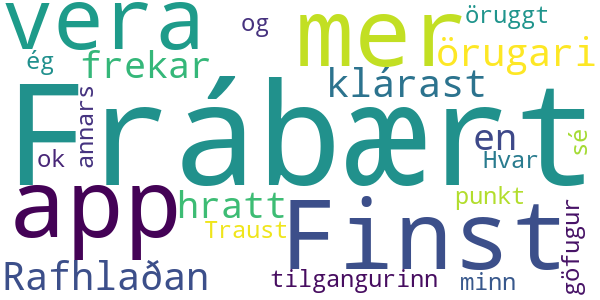 vera
og
mer
öruggt
ég
frekar
örugari
klárast
annars
Frábært
ok
en
Hvar
sé
app
hratt
Traust
Finst
punkt
göfugur
Rafhlaðan
tilgangurinn
minn